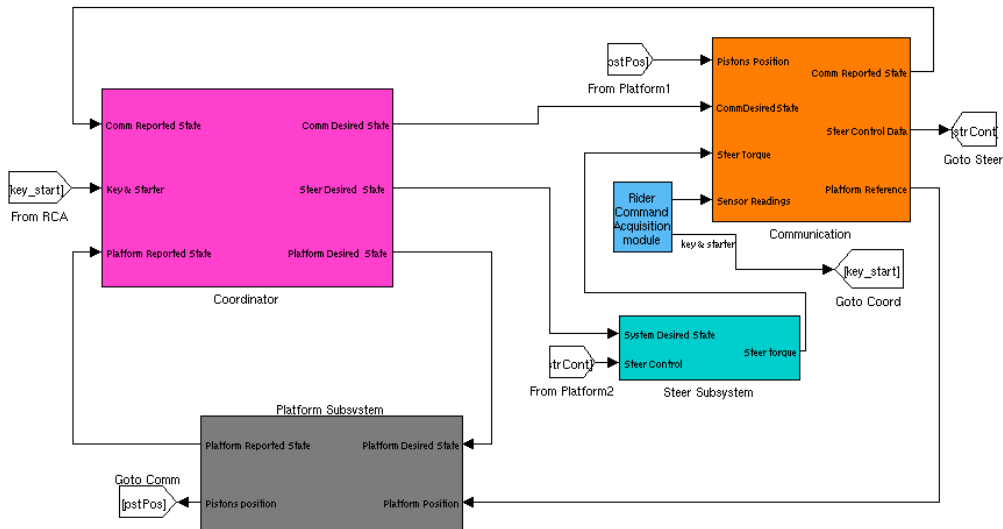 postPos]
From Platform1
Pistons Position
Comm Reported State
CommDesiredState
Steer Control Data
[strCont]
Goto Steer
Steer Torque
Platform Reference
Sensor Readings
Communication
Comm Reported State
Comm Desired State
[key_start]
From RCA
Key & Starter
Steer Desired State
Platform Reported State
Platform Desired State
Coordinator
Rider
Command
Acquisition
module
key & starter
[key_start]
Goto Coord
System Desired State
Steer torque
strCont]
Steer Control
From Platform2
Steer Subsystem
Platform Subsystem
Platform Reported State
Platform Desired State
Goto Comm
[pstPos]
Pistons position
Platform Position